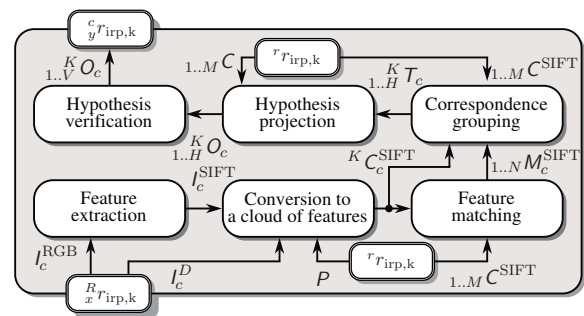 c y r irp,k
K 1..V O c
1..M C
r r irp,k
K 1..H T c
1..M C SIFT
Hypothesis
verification
Hypothesis
projection
Correspondence
grouping
K 1..H O c
I c SIFT
K C c SIFT
1..N M c SIFT
Feature
extraction
Conversion to
a cloud of features
Feature
matching
I c RGB
I c D
P
r r irp,k
1..M C SIFT
R x r irp,k